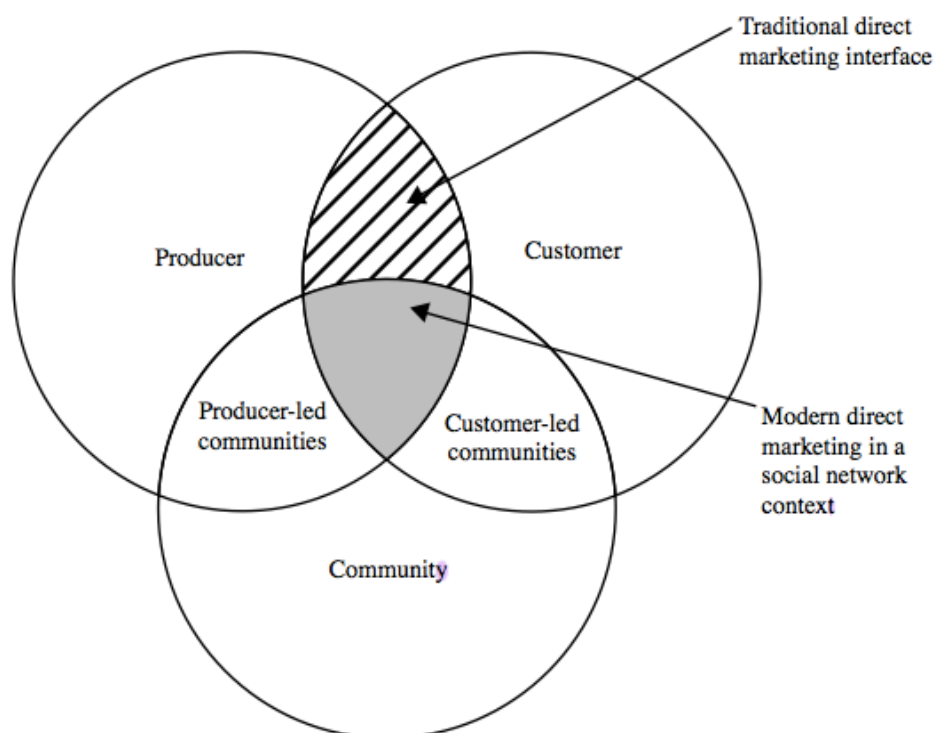 Traditional direct
marketing interface
Producer
Customer
Producer-led
communities
Customer-led
communities
Modern direct
marketing in a
social network
context
Community